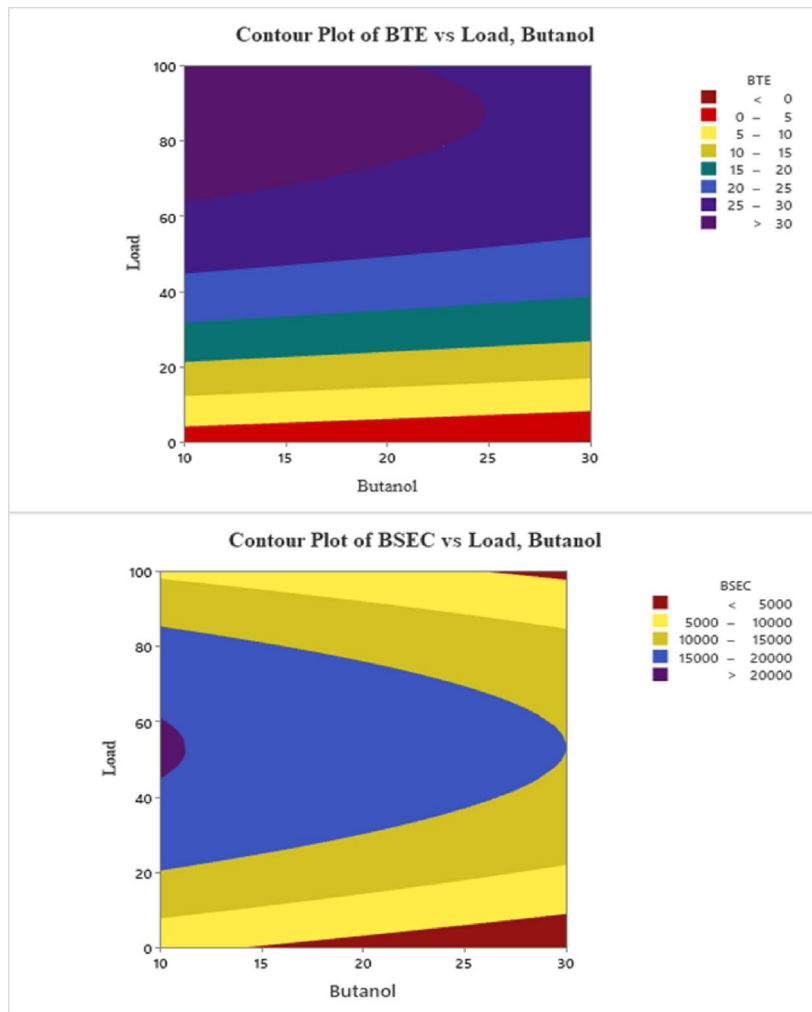 Contour Plot of BTE vs Load, Butanol
100
80
60
40
20
0
Load
10 15 20 25 30
Butanol
BTE
< 0
0 – 5
5 – 10
10 – 15
15 – 20
20 – 25
25 – 30
> 30
Contour Plot of BSEC vs Load, Butanol
100
80
60
40
20
0
Load
10 15 20 25 30
Butanol
BSEC
< 5000
5000 – 10000
10000 – 15000
15000 – 20000
> 20000